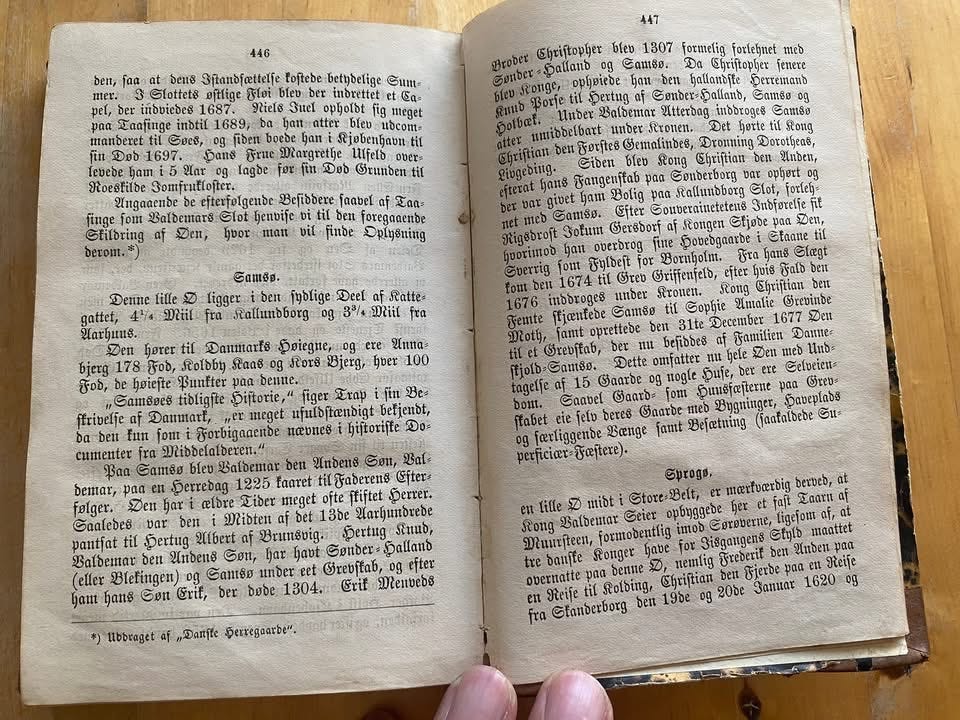 446
den, saa at dens Istandsættelse kostede betydelige Sum-
mer. I Slottets østlige Fløi blev der indrettet et Ca-
pel, der indviedes 1687. Niels Juel opholdt sig meget
paa Taasinge indtil 1689, da han atter blev udcom-
manderet til Søes, og siden boede han i Kjøbenhavn til
sin Død 1697. Hans Frue Margrethe Ulfeld over-
levede ham i 5 Aar og lagde før sin Død Grunden til
Roeskilde Jomfrukloster.
Angaaende de efterfølgende Besiddere saavel af Taa-
singe som Valdemars Slot henvise vi til den foregaaende
Skildring af Øen, hvor man vil finde Oplysning
derom.*)
Samsø.
Denne lille Ø ligger i den sydlige Deel af Katte-
gattet, 4¹/₄ Miil fra Kallundborg og 3³/₄ Miil fra
Aarhuus.
Øen hører til Danmarks Høiegne, og ere Anna-
bjerg 178 Fod, Koldby Kaas og Kors Bjerg, hver 100
Fod, de høieste Punkter paa denne.
„Samsøes tidligste Historie,“ siger Trap i sin Be-
skrivelse af Danmark, „er meget ufuldstændigt bekjendt,
da den kun som i Forbigaaende nævnes i historiske Do-
cumenter fra Middelalderen.“
Paa Samsø blev Valdemar den Andens Søn, Val-
demar, paa en Herredag 1225 kaaret til Faderens Efter-
følger. Den har i ældre Tider meget ofte skiftet Herrer.
Saaledes var den i Midten af det 13de Aarhundrede
pantsat til Hertug Albert af Brunsvig. Hertug Knud,
Valdemar den Andens Søn, har havt Sønder-Halland
(eller Blekingen) og Samsø under eet Grevskab, og efter
ham hans Søn Erik, der døde 1304. Erik Menveds
*) Uddraget af „Danske Herregaarde“.
447
Broder Christopher blev 1307 formelig forlehnet med
Sønder-Halland og Samsø. Da Christopher senere
blev Konge, ophøiede han den hallandske Herremand
Knud Porse til Hertug af Sønder-Halland, Samsø og
Holbæk. Under Valdemar Atterdag inddroges Samsø
atter umiddelbart under Kronen. Det hørte til Kong
Christian den Førstes Gemalindes, Dronning Dorotheas,
Livgeding. Siden blev Kong Christian den Anden,
efterat hans Fangenskab paa Sønderborg var ophørt og
der var givet ham Bolig paa Kallundborg Slot, forleh-
net med Samsø. Efter Souverainetetens Indførelse fik
Rigsdrost Jokum Gersdorf af Kongen Skjøde paa Øen,
hvorimod han overdrog sine Hovedgaarde i Skaane til
Sverrig som Fyldest for Bornholm. Fra hans Slægt
kom den 1674 til Grev Griffenfeld, efter hvis Fald den
1676 inddroges under Kronen. Kong Christian den
Femte skjænkede Samsø til Sophie Amalie Grevinde
Moth, samt oprettede den 31te December 1677 Øen
til et Grevskab, der nu besiddes af Familien Danne-
skjold-Samsø. Dette omfatter nu hele Øen med Und-
tagelse af 15 Gaarde og nogle Huse, der ere Selveien-
dom. Saavel Gaard- som Huusfæsterne paa Grev-
skabet eie selv deres Gaarde med Bygninger, Haveplads
og særliggende Vænge samt Besætning (saakaldede Su-
perficiær-Fæstere).
Sprogø,
en lille Ø midt i Store-Belt, er mærkværdig derved, at
Kong Valdemar Seier opbyggede her et fast Taarn af
Muursteen, formodentlig imod Sørøverne, ligesom af, at
tre danske Konger have for Jisgangens Skyld maattet
overnatte paa denne Ø, nemlig Frederik den Anden paa
en Reise til Kolding, Christian den Fjerde paa en Reise
fra Skanderborg den 19de og 20de Januar 1620 og